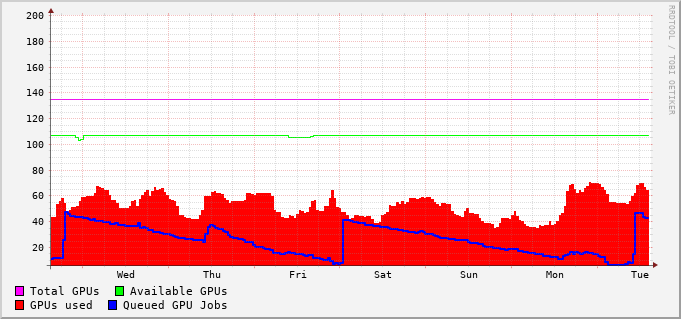 200
180
160
140
120
100
80
60
40
20
Wed Thu Fri Sat Sun Mon Tue
Total GPUs Available GPUs
GPUs used Queued GPU Jobs
RRDTOOL / TOBI OETIKER